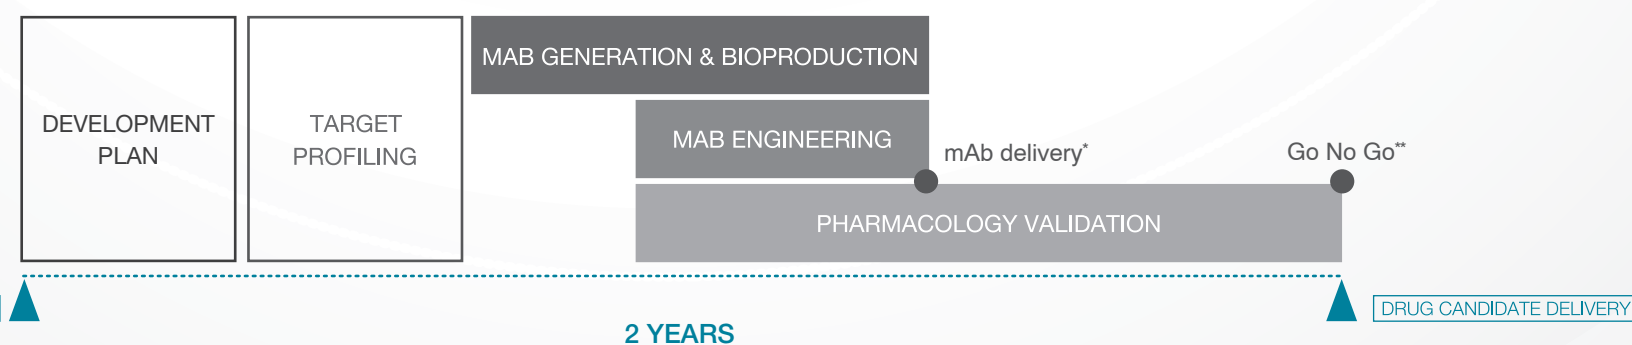 MAB GENERATION & BIOPRODUCTION
DEVELOPMENT
PLAN
TARGET
PROFILING
MAB ENGINEERING
mAb delivery*
Go No Go**
PHARMACOLOGY VALIDATION
DRUG CANDIDATE DELIVERY
2 YEARS